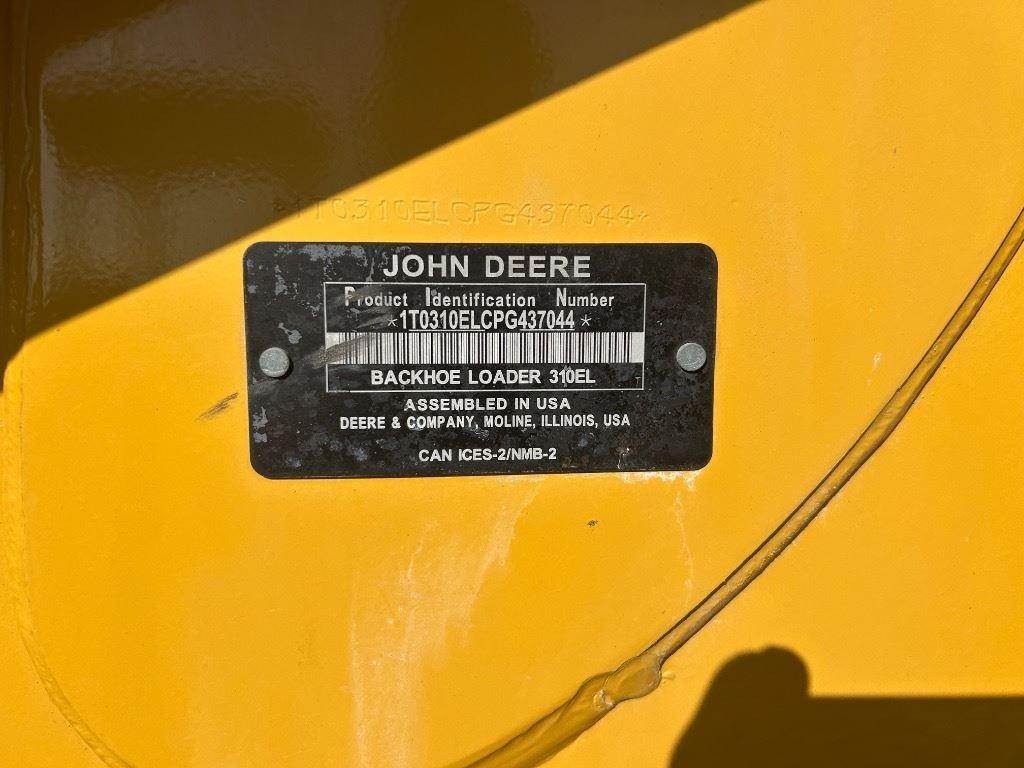 *1T0310ELCPG437044*
JOHN DEERE
Product Identification Number
*1T0310ELCPG437044*
BACKHOE LOADER 310EL
ASSEMBLED IN USA
DEERE & COMPANY, MOLINE, ILLINOIS, USA
CAN ICES-2/NMB-2